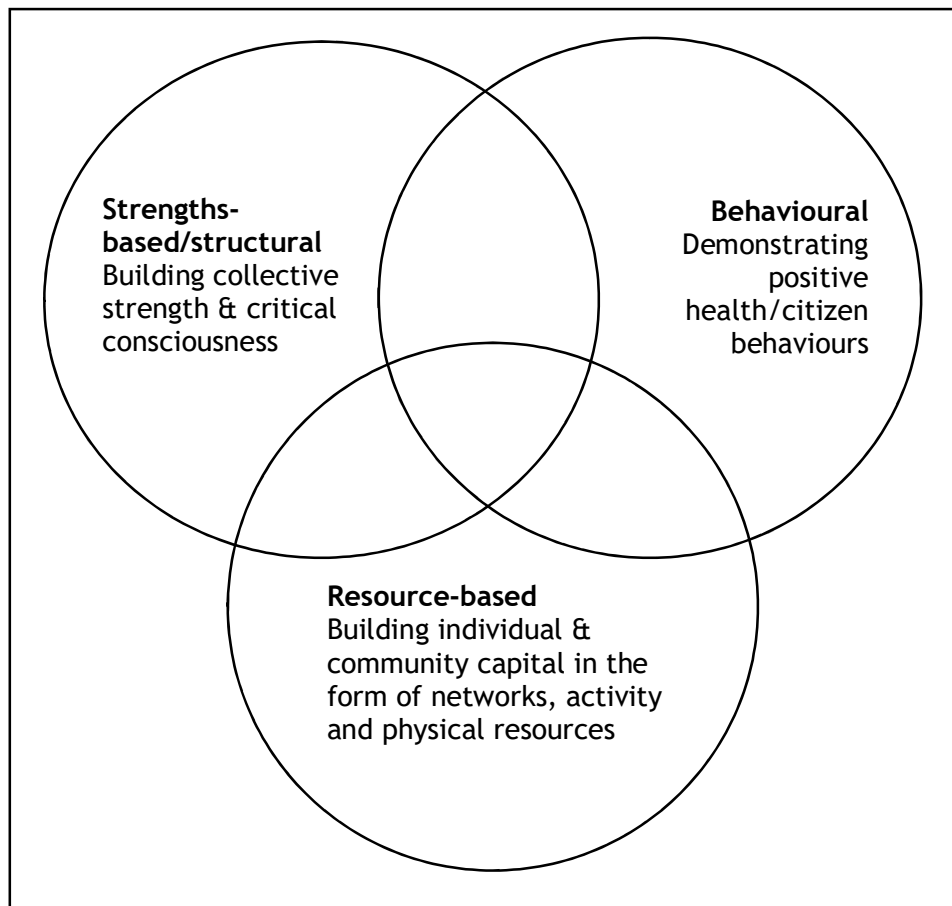 Strengths-
based/structural
Building collective
strength & critical
consciousness
Behavioural
Demonstrating
positive
health/citizen
behaviours
Resource-based
Building individual &
community capital in the
form of networks, activity
and physical resources